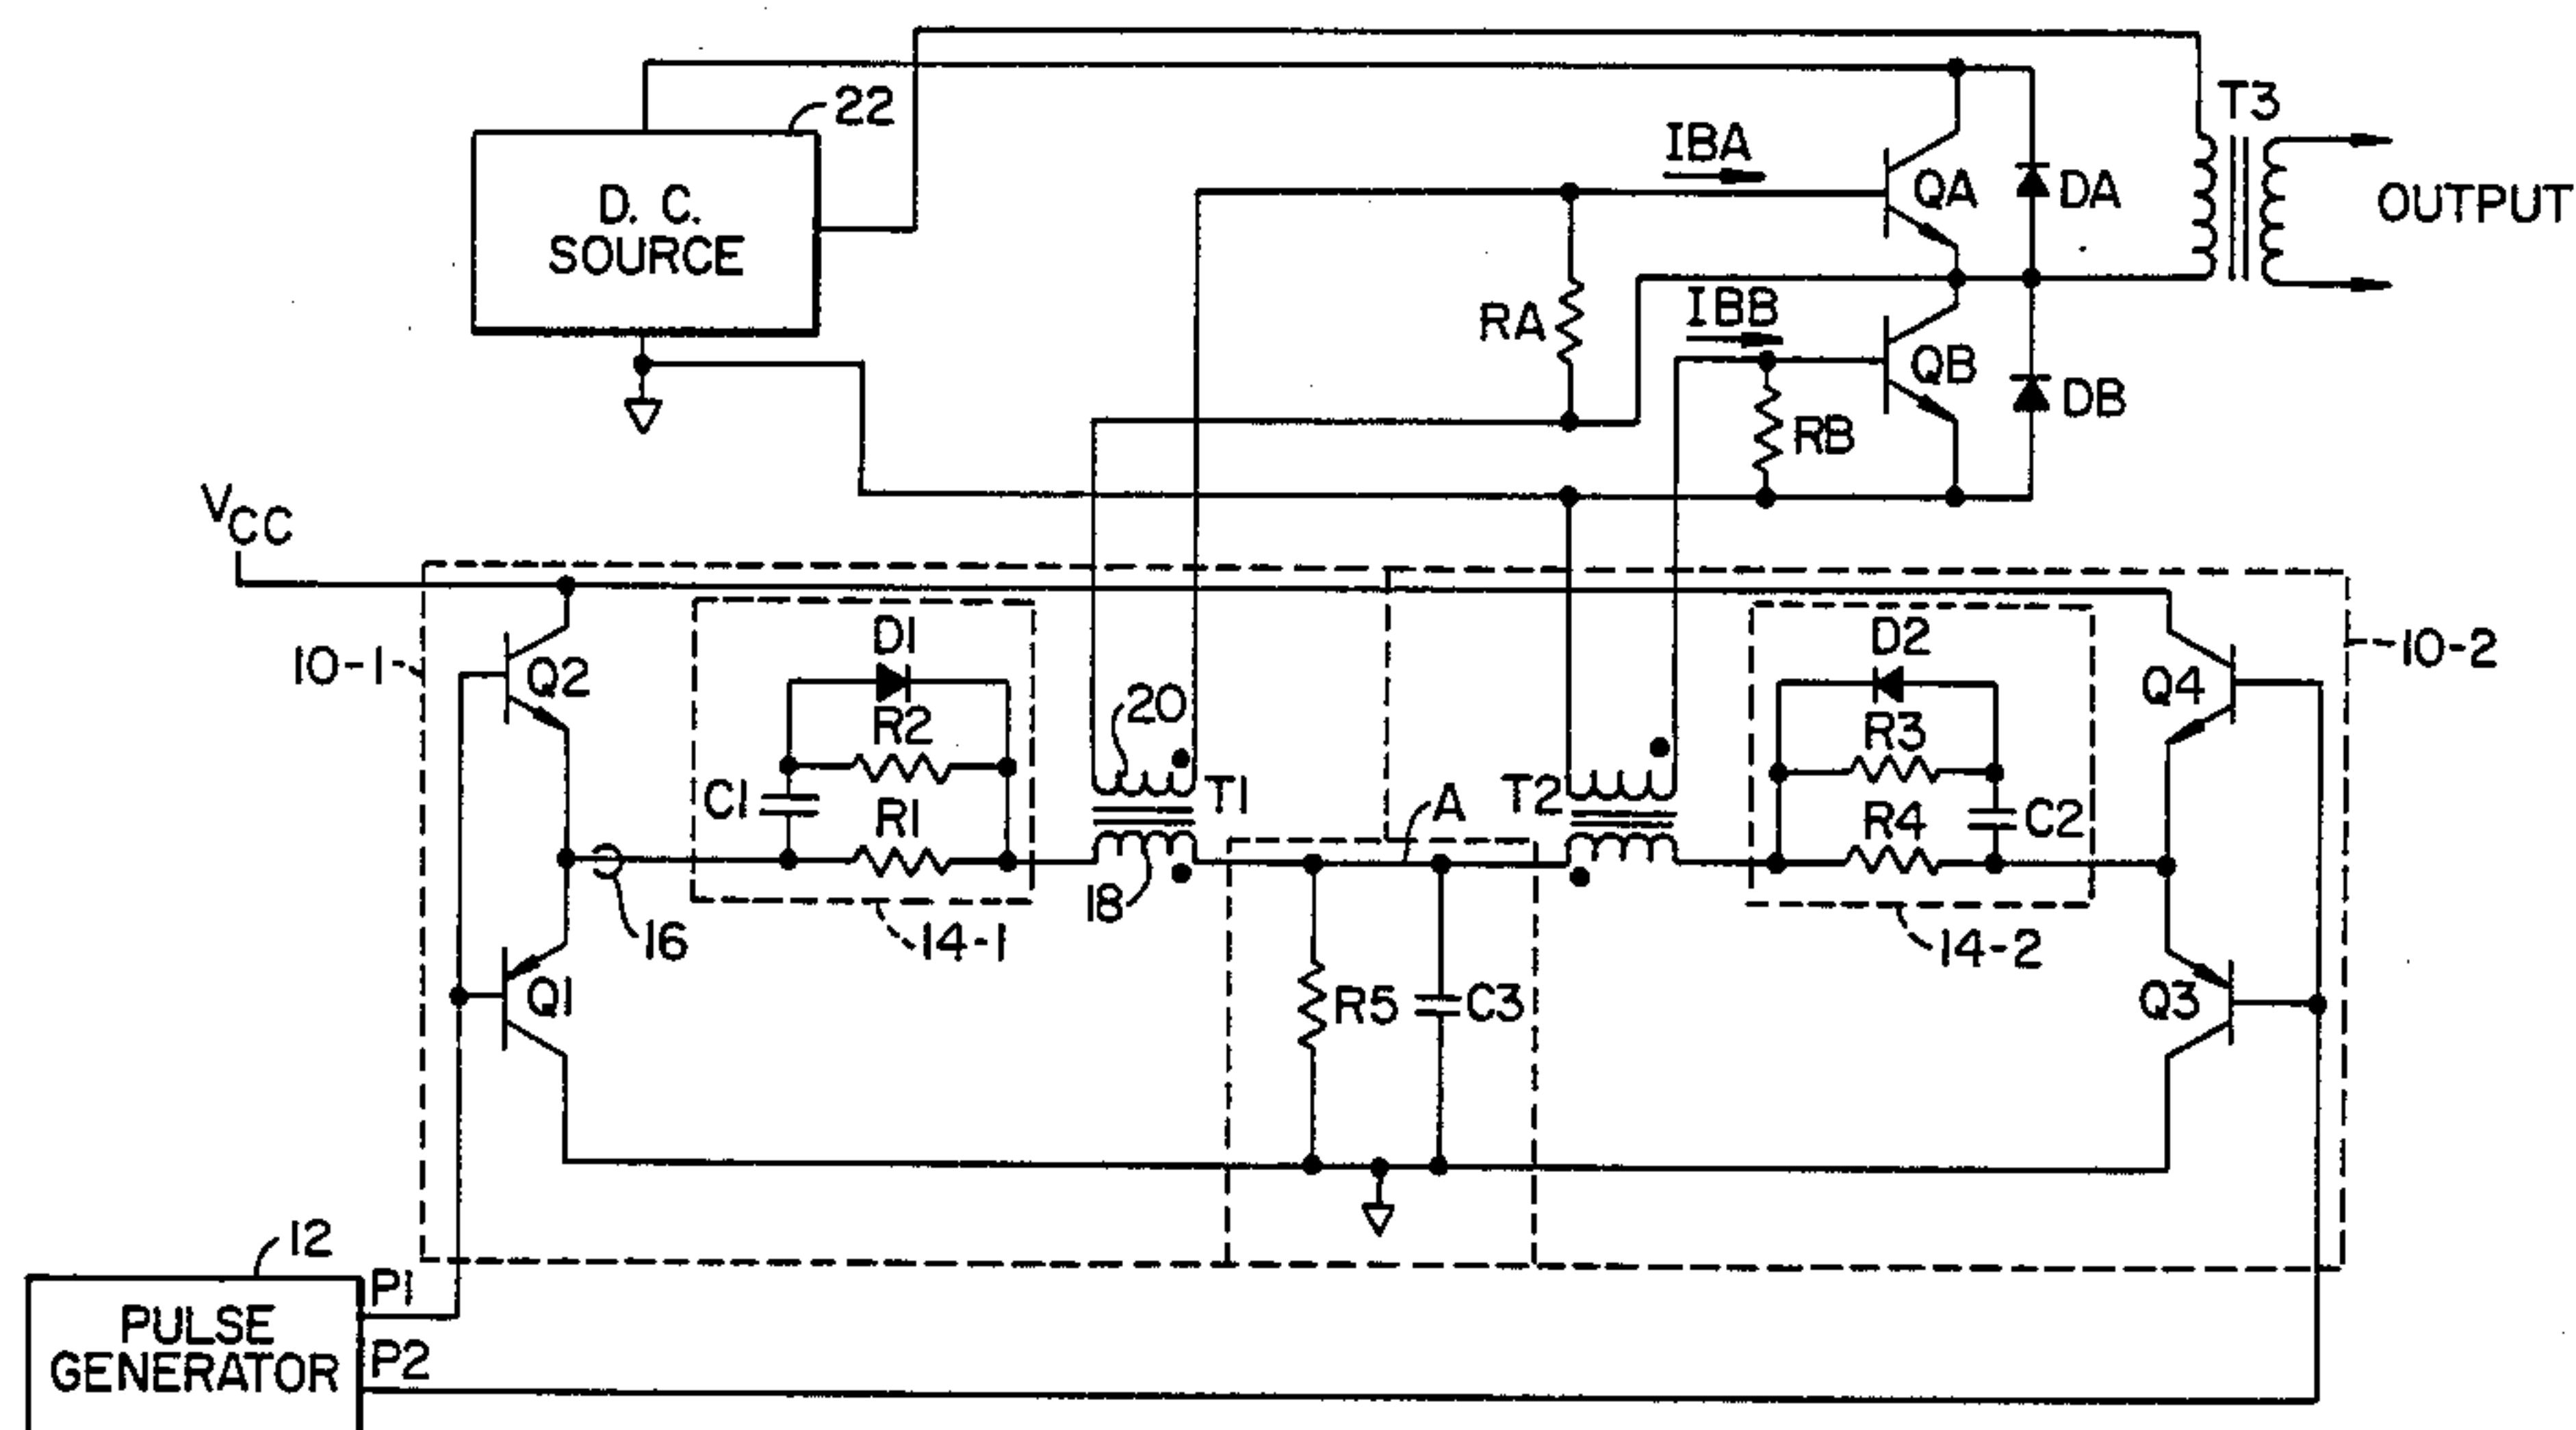 22
D. C.
SOURCE
T3
OUTPUT
IBA
QA
DA
RA
IBB
QB
DB
RB
VCC
10-1
10-2
Q2
D1
R2
C1
R1
20
T1
18
16
14-1
A
T2
D2
R3
R4
C2
Q4
14-2
Q1
R5
C3
Q3
12
P1
PULSE
GENERATOR
P2